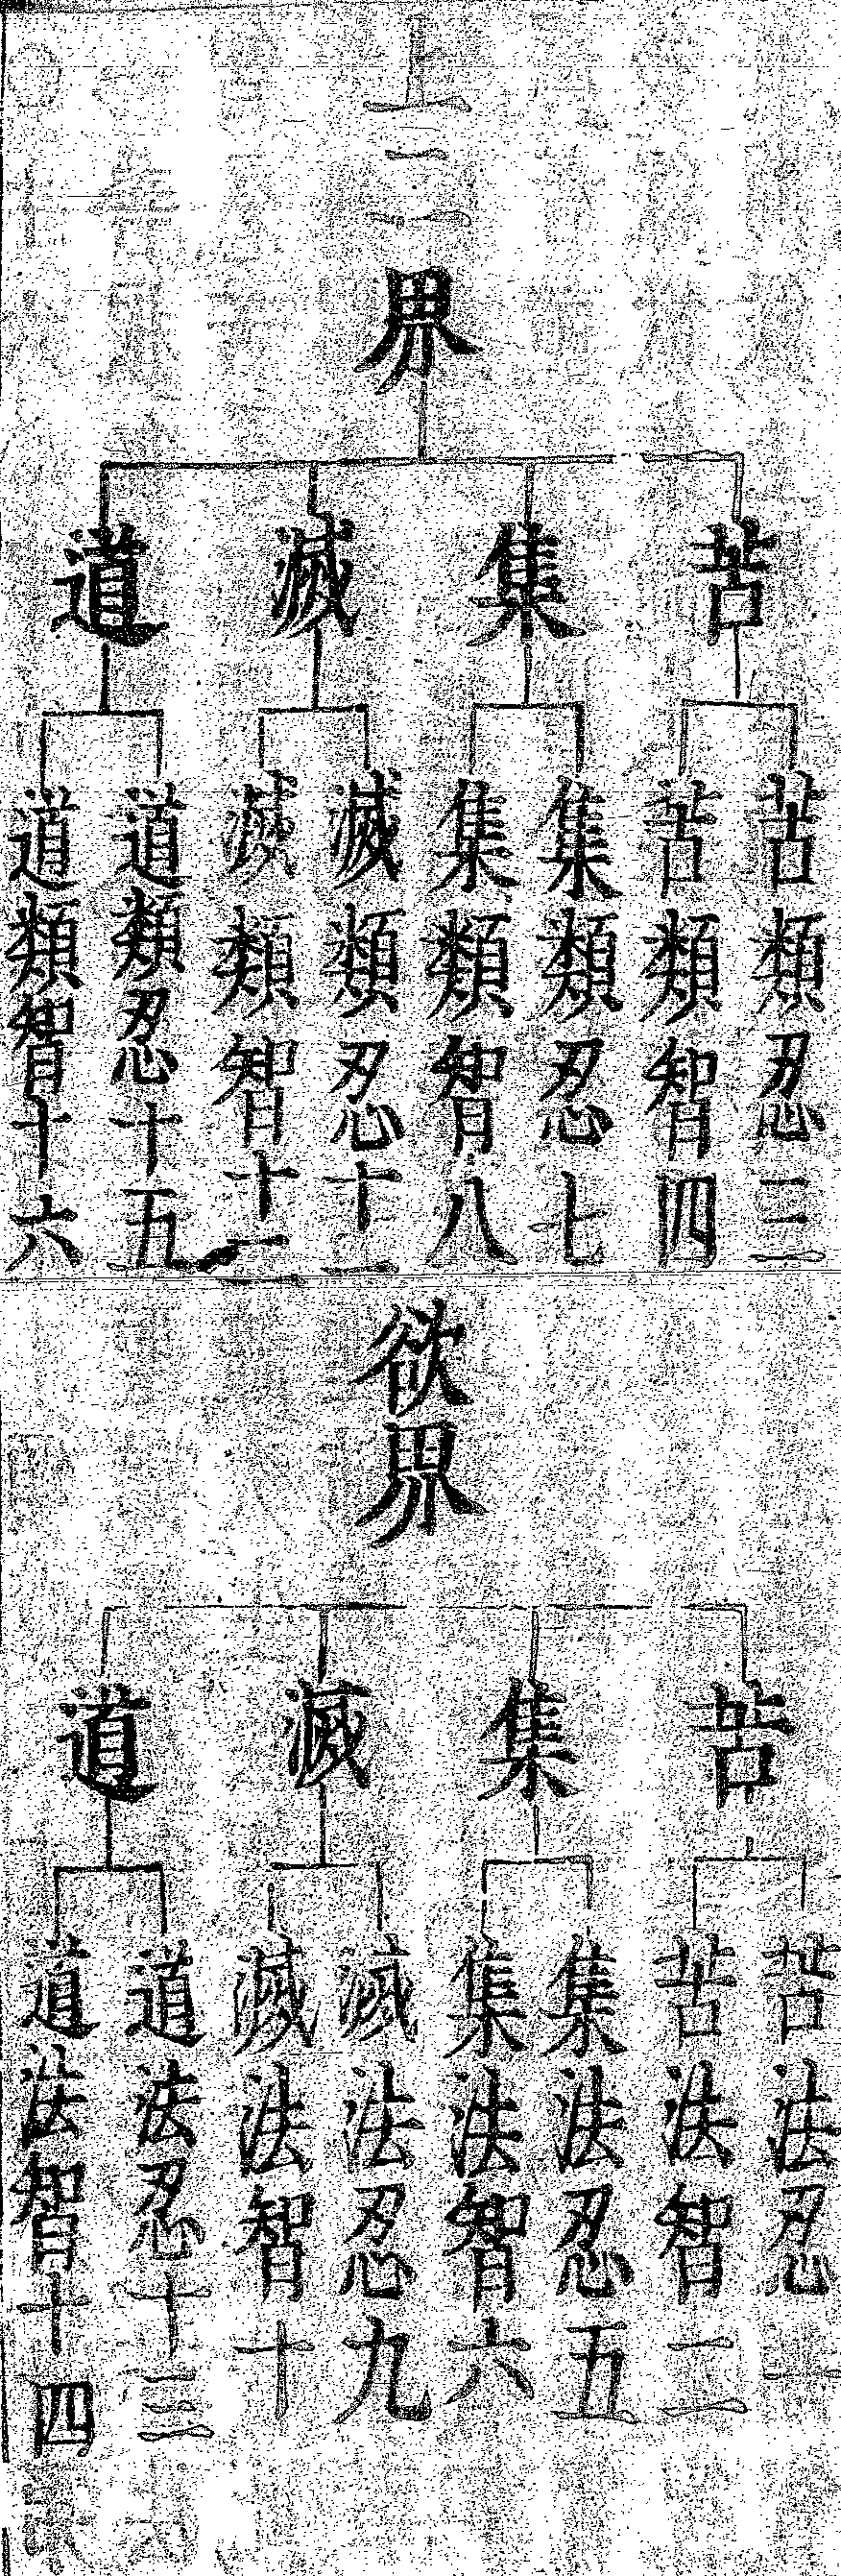 上二界
苦
集
滅
道
苦類忍三
苦類智四
集類忍七
集類智八
滅類忍十一
滅類智十二
道類忍十五
道類智十六
欲界
苦
集
滅
道
苦法忍一
苦法智二
集法忍五
集法智六
滅法忍九
滅法智十
道法忍十三
道法智十四